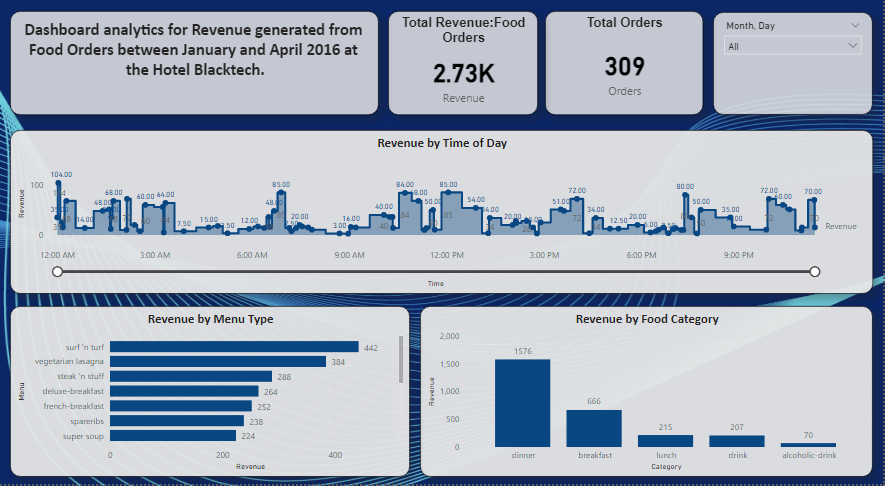 Dashboard analytics for Revenue generated from
Food Orders between January and April 2016 at
the Hotel Blacktech.
Total Revenue:Food
Orders
2.73K
Revenue
Total Orders
309
Orders
Month, Day
All
Revenue by Time of Day
Revenue
100
0
104.00
14.00
48.00
68.00
60.00
64.00
7.50
15.00
12.00
48.00
85.00
20.00
3.00
16.00
40.00
84.00
68.00
50.00
85.00
54.00
34.00
20.00
51.00
72.00
34.00
12.50
20.00
80.00
50.00
35.00
72.00
60.00
70.00
Revenue
12:00 AM
3:00 AM
6:00 AM
9:00 AM
12:00 PM
3:00 PM
6:00 PM
9:00 PM
Time
Revenue by Menu Type
Menu
surf 'n turf 442
vegetarian lasagna 384
steak 'n stuff 288
deluxe-breakfast 264
french-breakfast 252
spareribs 238
super soup 224
0 200 400
Revenue
Revenue by Food Category
Revenue
2,000
1,500
1,000
500
0
1576
666
215
207
70
dinner breakfast lunch drink alcoholic-drink
Category